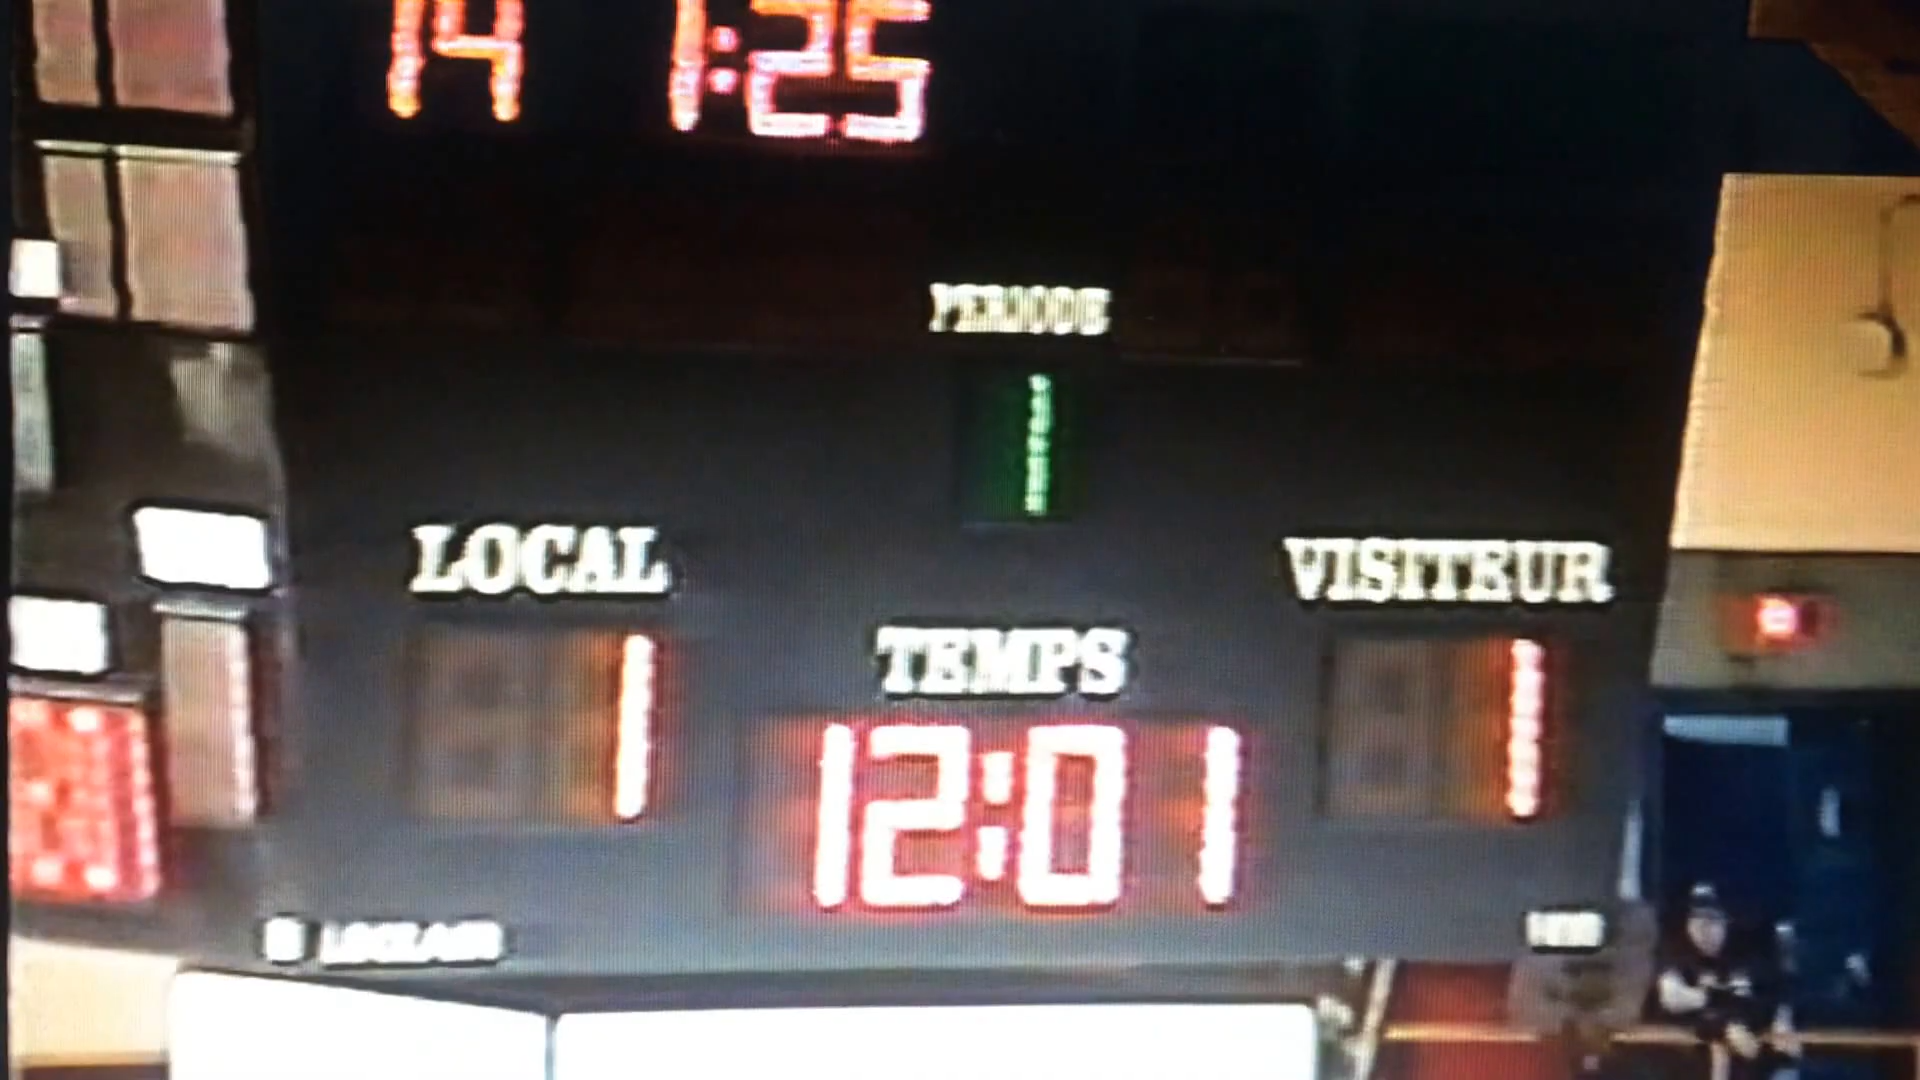 14 1:25
PERIODE
1
LOCAL VISITEUR
TEMPS
1 12:01 1